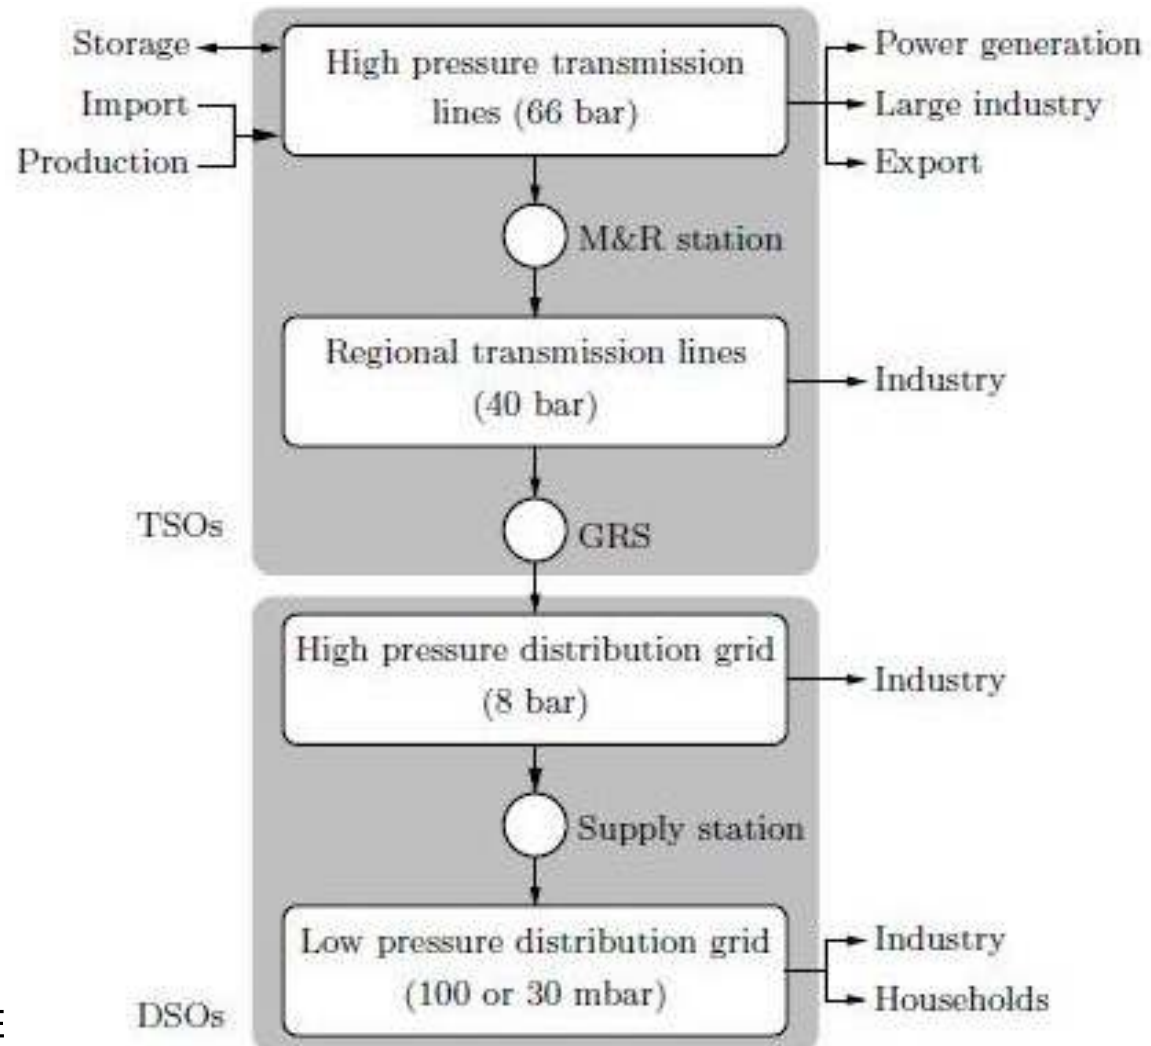 Storage
Import
Production
High pressure transmission
lines (66 bar)
Power generation
Large industry
Export
M&R station
Regional transmission lines
(40 bar)
Industry
TSOs
GRS
High pressure distribution grid
(8 bar)
Industry
Supply station
Low pressure distribution grid
(100 or 30 mbar)
Industry
Households
DSOs